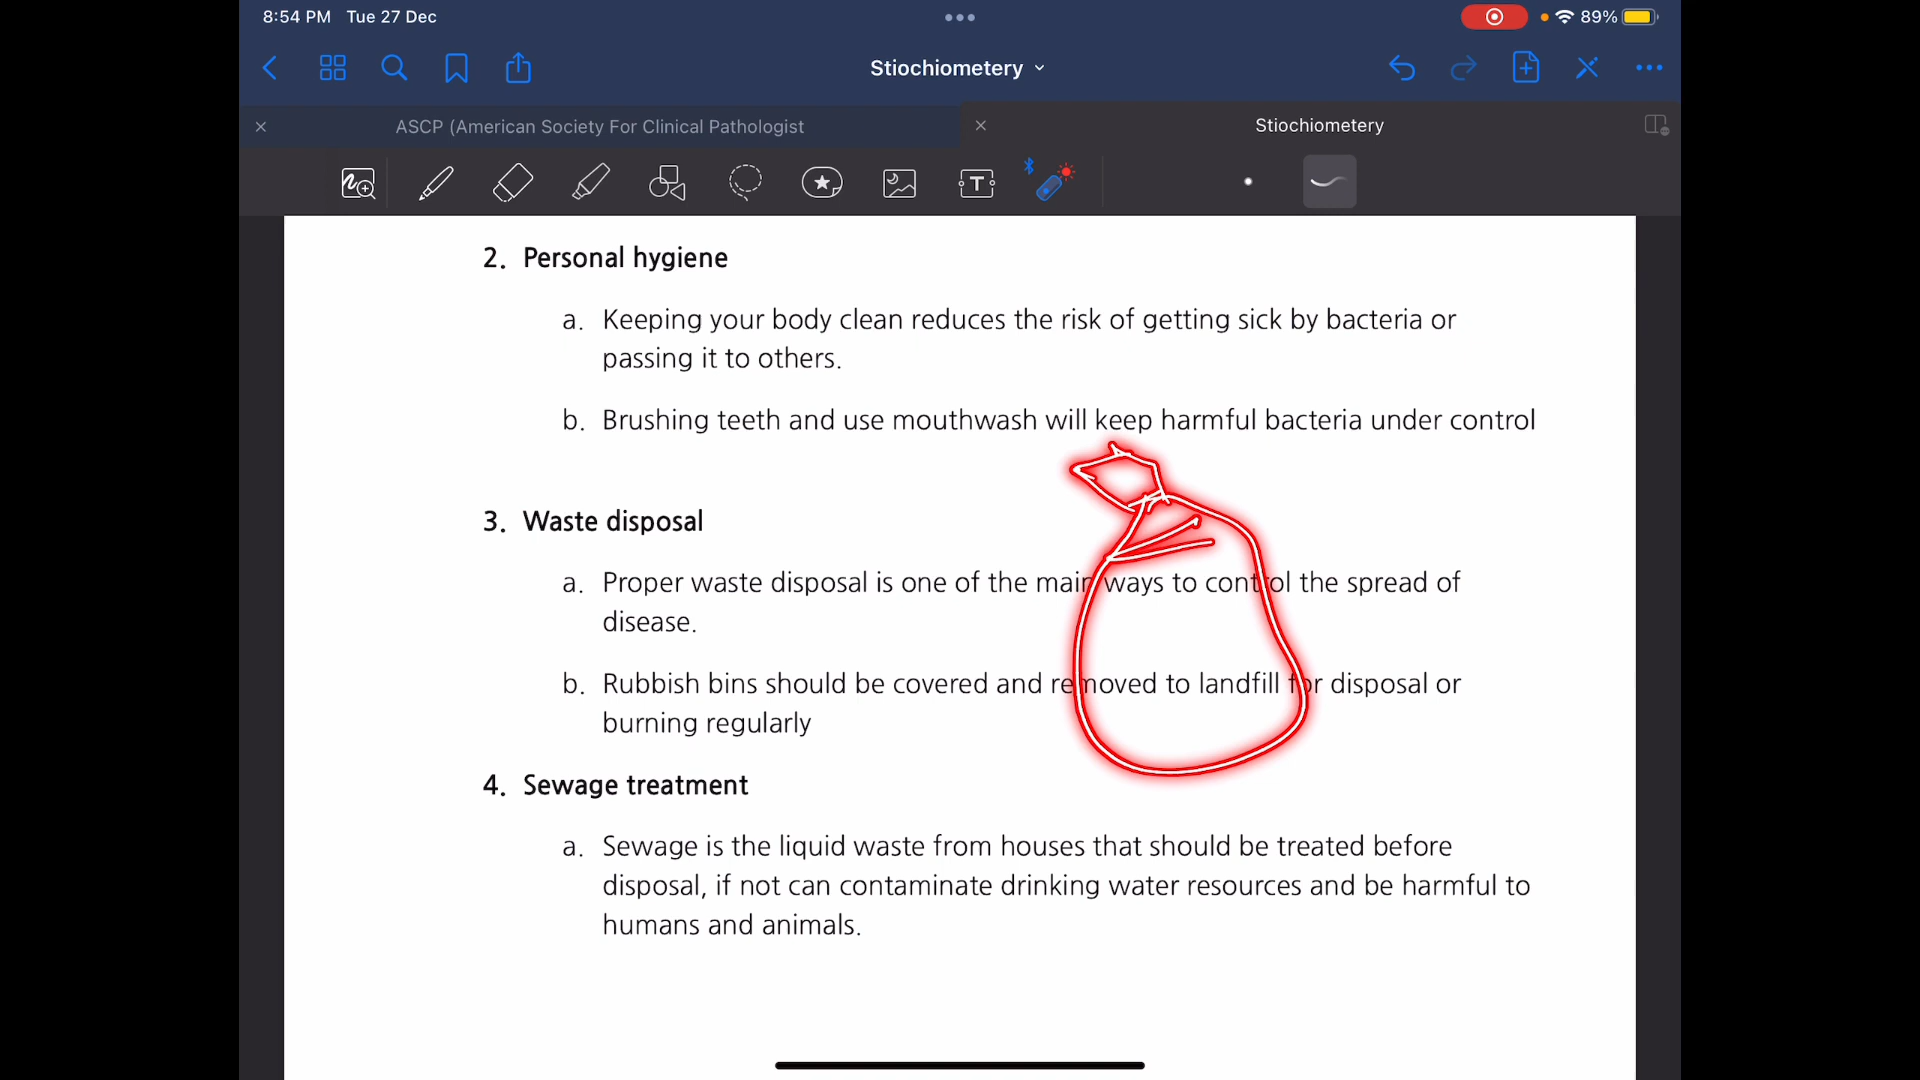 8:54 PM Tue 27 Dec
89%
Stiochiometery
ASCP (American Society For Clinical Pathologist
Stiochiometery
2. Personal hygiene
a. Keeping your body clean reduces the risk of getting sick by bacteria or
passing it to others.
b. Brushing teeth and use mouthwash will keep harmful bacteria under control
3. Waste disposal
a. Proper waste disposal is one of the main ways to control the spread of
disease.
b. Rubbish bins should be covered and removed to landfill for disposal or
burning regularly
4. Sewage treatment
a. Sewage is the liquid waste from houses that should be treated before
disposal, if not can contaminate drinking water resources and be harmful to
humans and animals.